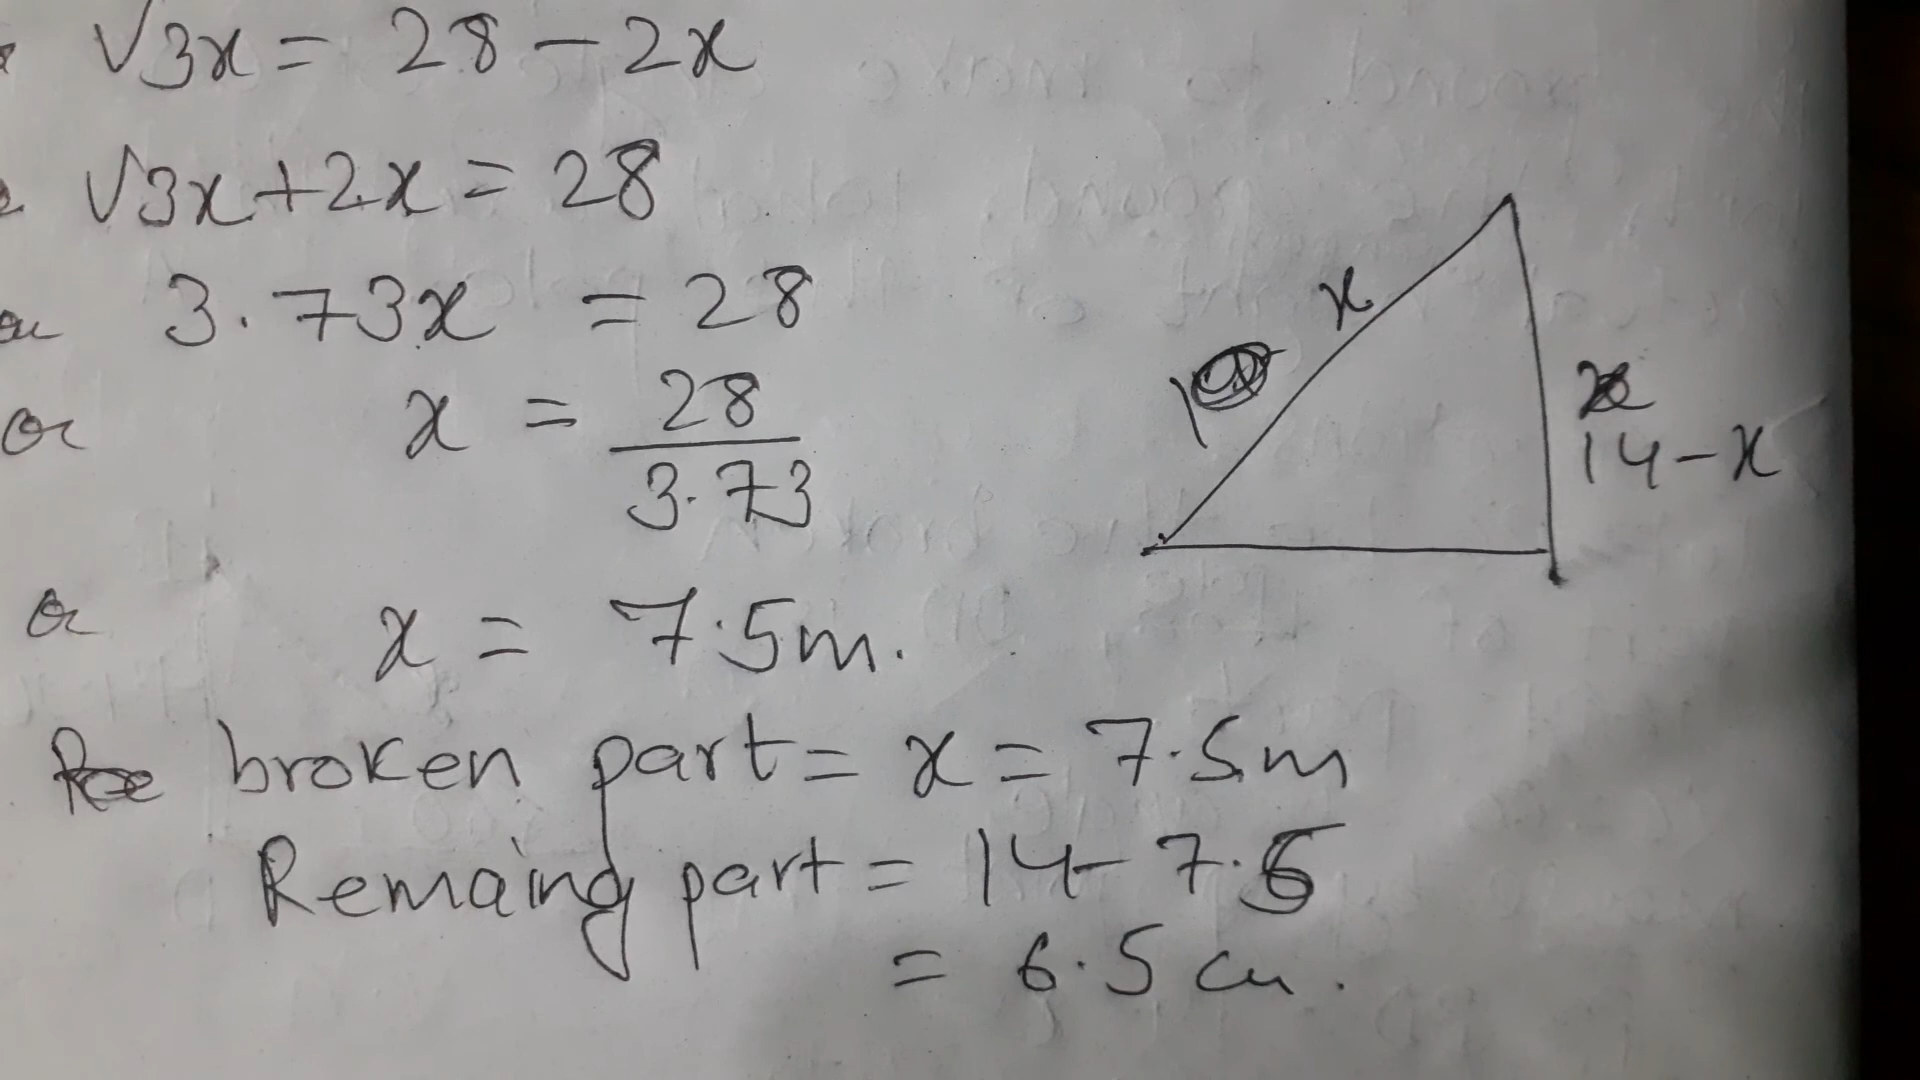 √3x = 28 - 2x
√3x + 2x = 28
3.73x = 28
or x = 28/3.73
or x = 7.5m.
broken part = x = 7.5m
Remaing part = 14 - 7.5
= 6.5 cm.
x
14 - x